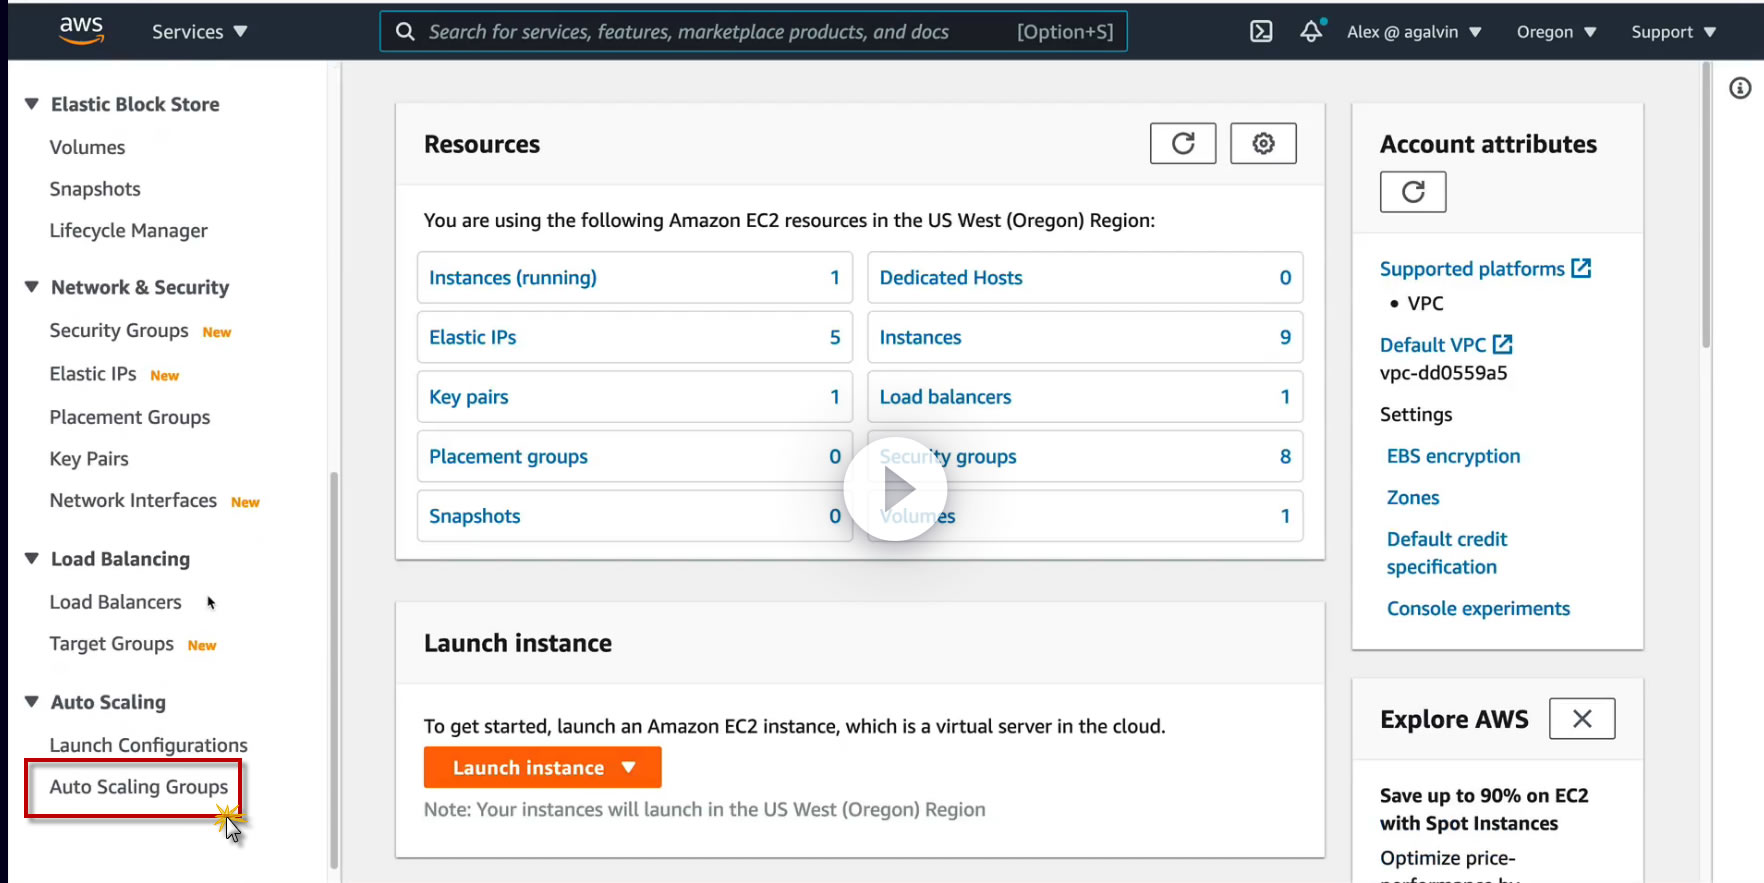 aws
Services
Search for services, features, marketplace products, and docs
[Option+S]
Alex @ agalvin
Oregon
Support
Elastic Block Store
Volumes
Snapshots
Lifecycle Manager
Network & Security
Security Groups New
Elastic IPs New
Placement Groups
Key Pairs
Network Interfaces New
Load Balancing
Load Balancers
Target Groups New
Auto Scaling
Launch Configurations
Auto Scaling Groups
Resources
You are using the following Amazon EC2 resources in the US West (Oregon) Region:
Instances (running) 1
Dedicated Hosts 0
Elastic IPs 5
Instances 9
Key pairs 1
Load balancers 1
Placement groups 0
Security groups 8
Snapshots 0
Volumes 1
Launch instance
To get started, launch an Amazon EC2 instance, which is a virtual server in the cloud.
Launch instance
Note: Your instances will launch in the US West (Oregon) Region
Account attributes
Supported platforms
• VPC
Default VPC
vpc-dd0559a5
Settings
EBS encryption
Zones
Default credit
specification
Console experiments
Explore AWS
Save up to 90% on EC2
with Spot Instances
Optimize price-
performance by